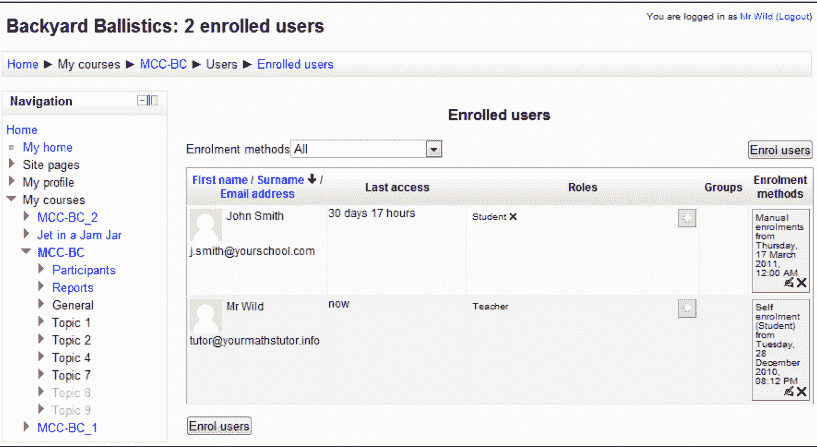 Backyard Ballistics: 2 enrolled users
You are logged in as Mr Wild (Logout)
Home ► My courses ► MCC-BC ► Users ► Enrolled users
Navigation
Home
My home
Site pages
My profile
My courses
MCC-BC_2
Jet in a Jam Jar
MCC-BC
Participants
Reports
General
Topic 1
Topic 2
Topic 4
Topic 7
Topic 8
Topic 9
MCC-BC_1
Enrolled users
Enrolment methods All
Enrol users
First name / Surname ↓ /
Email address
Last access
Roles
Groups
Enrolment
methods
John Smith
j.smith@yourschool.com
30 days 17 hours
Student X
Manual
enrolments
from
Thursday,
17 March
2011,
12:00 AM
Mr Wild
tutor@yourmathstutor.info
now
Teacher
Self
enrolment
(Student)
from
Tuesday,
28
December
2010,
08:12 PM
Enrol users